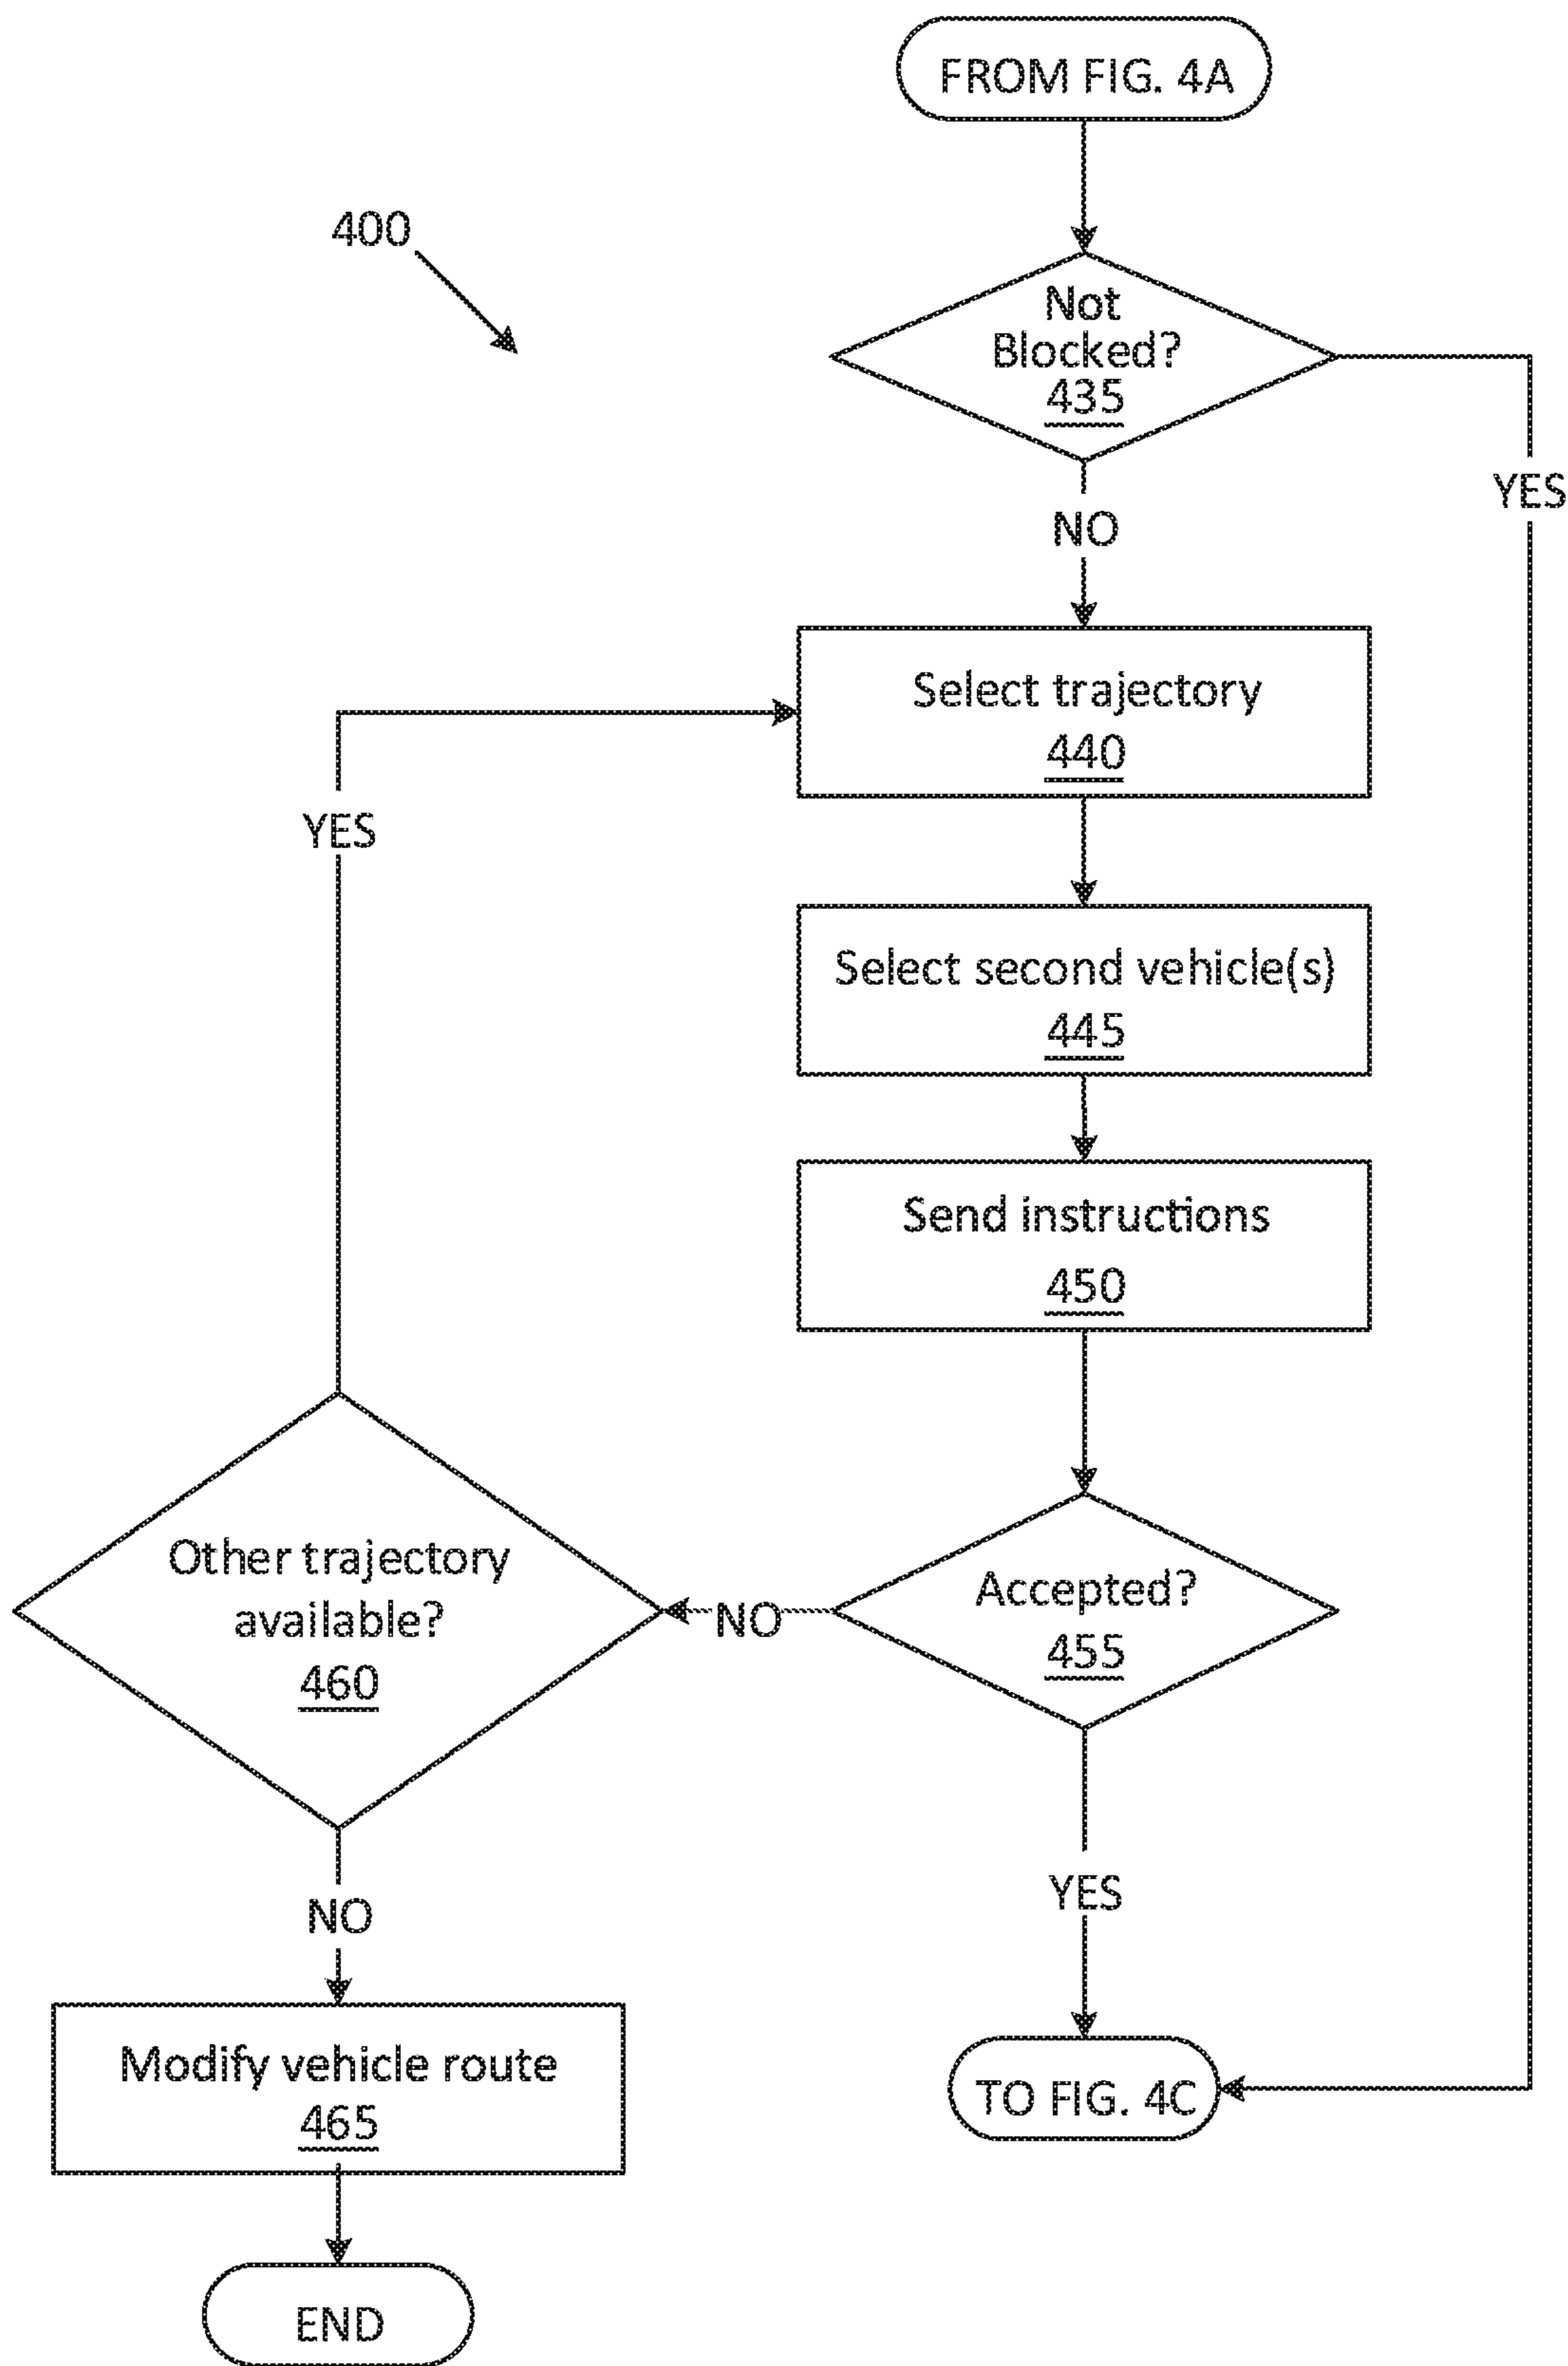 FROM FIG. 4A
400
Not
Blocked?
435
YES
NO
Select trajectory
440
YES
Select second vehicle(s)
445
Send instructions
450
Other trajectory
available?
460
NO
Accepted?
455
YES
NO
Modify vehicle route
465
TO FIG. 4C
END